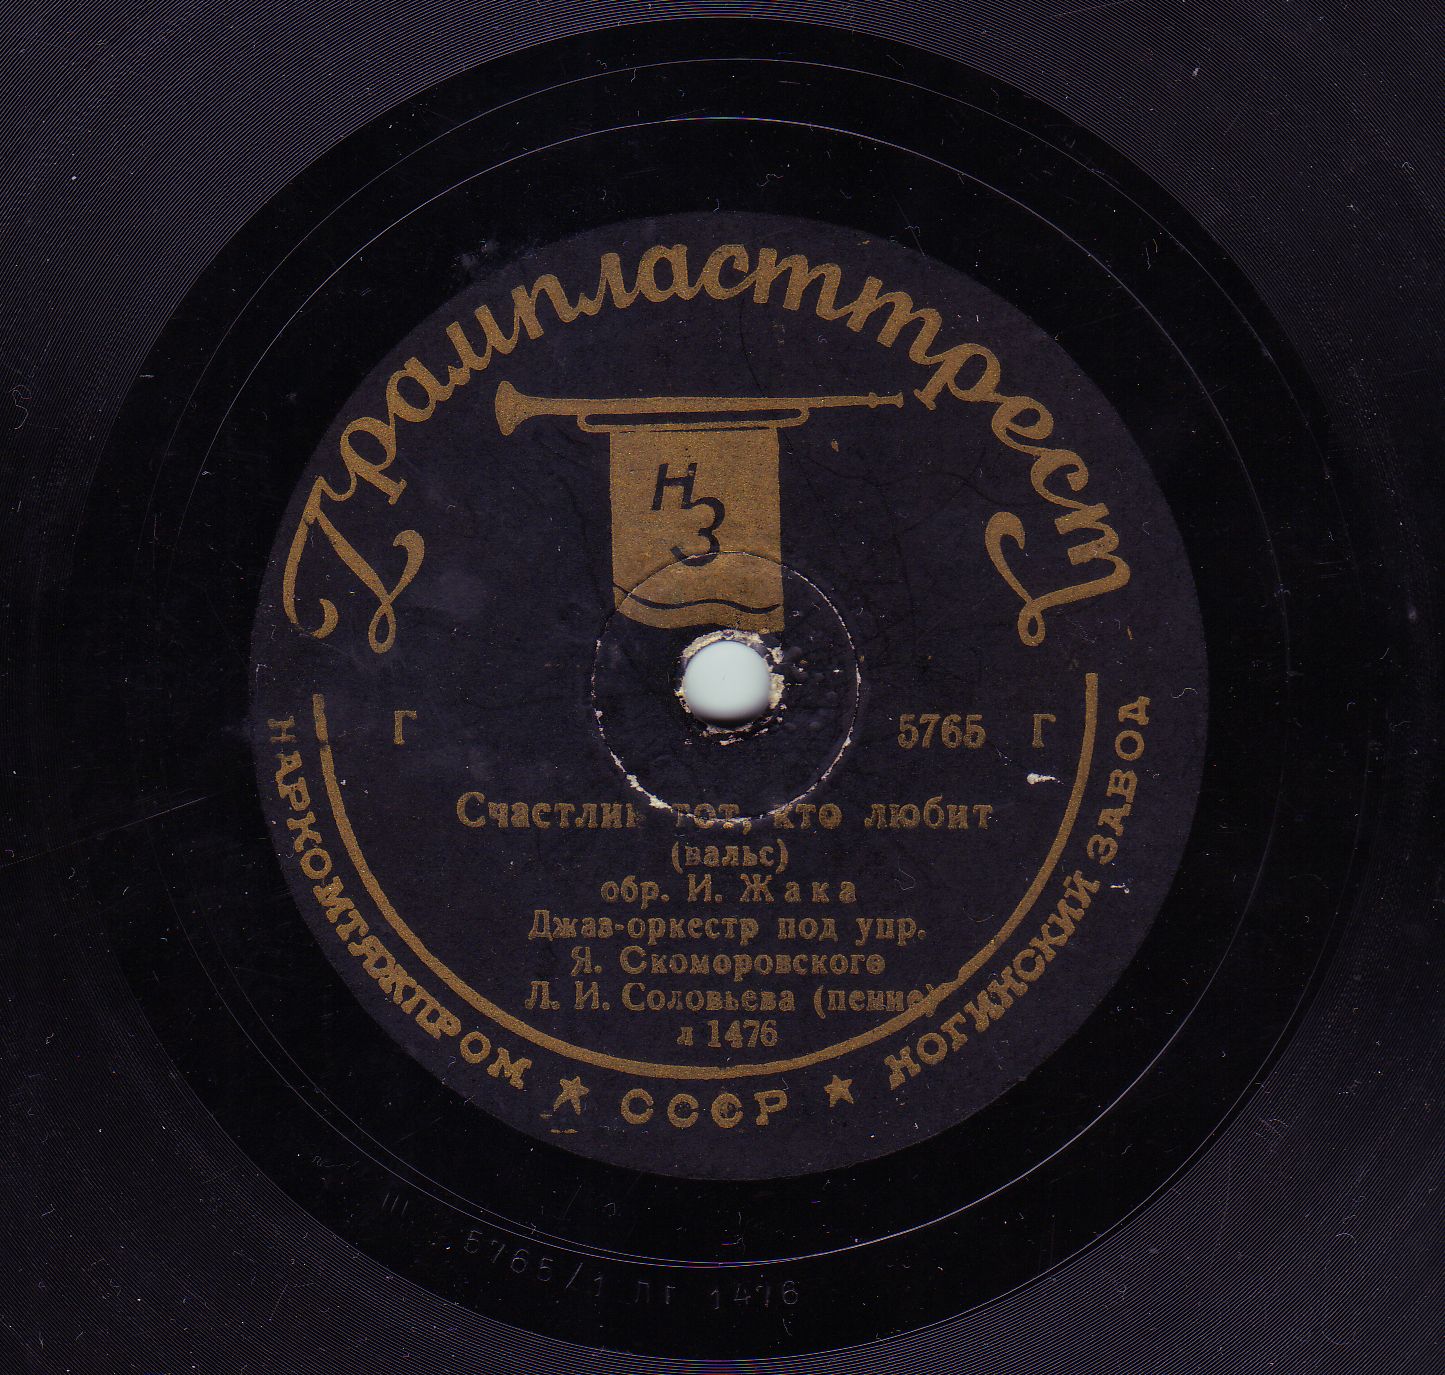 Грампласттрест
НЗ
Г 5765 Г
Счастлив тот, кто любит
(вальс)
обр. И. Жака
Джаз-оркестр под упр.
Я. Скоморовского
Л. И. Соловьева (пение)
л 1476
НАРКОМТЯЖПРОМ ★ СССР ★ НОГИНСКИЙ ЗАВОД
III 5765/1 ЛГ 1476